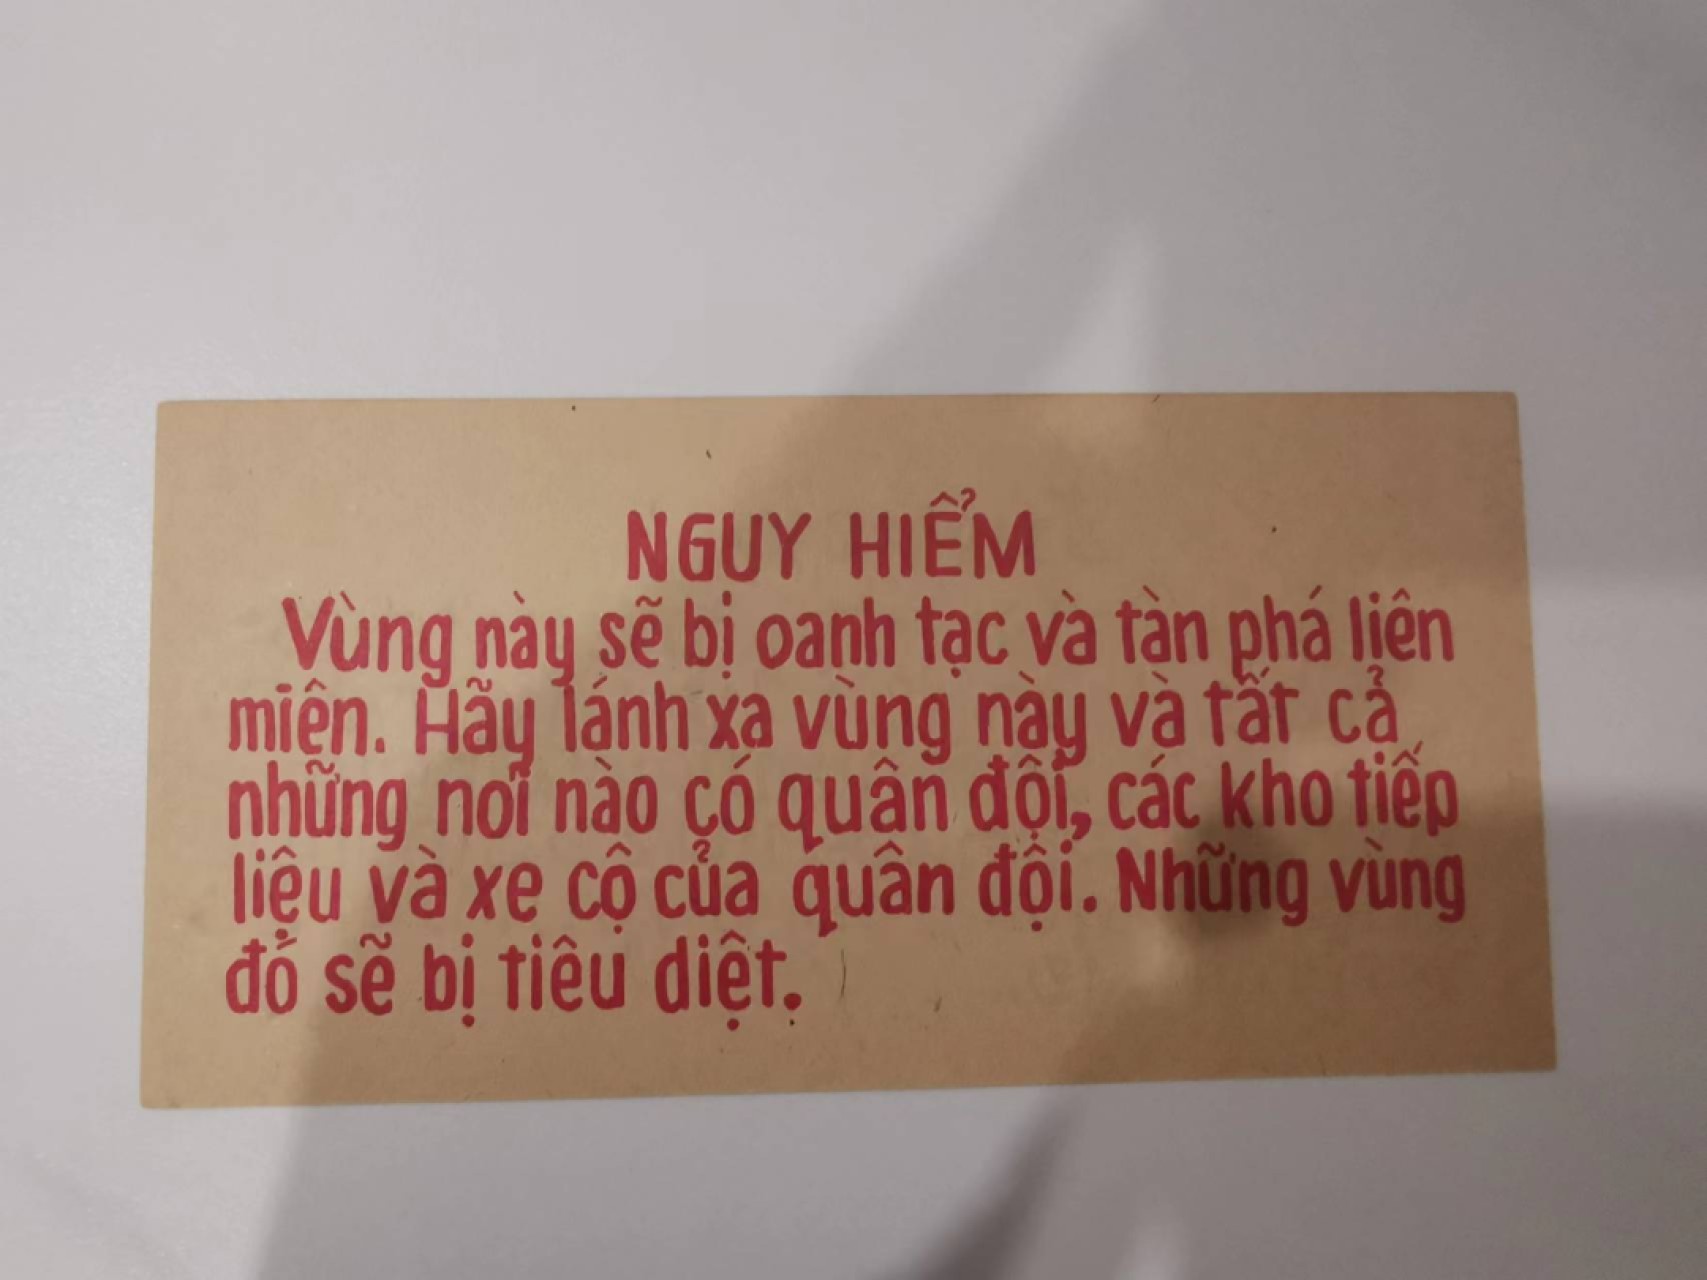 NGUY HIỂM
Vùng này sẽ bị oanh tạc và tàn phá liên
miên. Hãy lánh xa vùng này và tất cả
những nơi nào có quân đội, các kho tiếp
liệu và xe cộ của quân đội. Những vùng
đó sẽ bị tiêu diệt.